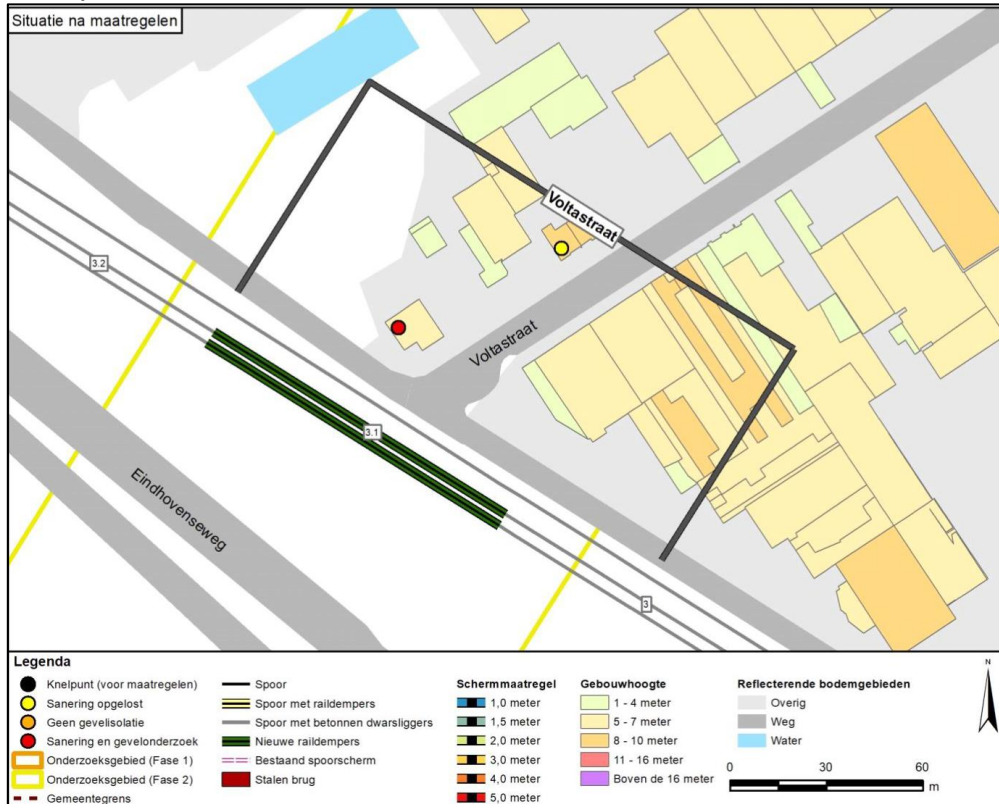 Situatie na maatregelen
3.2
Voltastraat
Voltastraat
3.1
Eindhovenseweg
3
Legenda
Knelpunt (voor maatregelen)
Sanering opgelost
Geen gevelisolatie
Sanering en gevelonderzoek
Onderzoeksgebied (Fase 1)
Onderzoeksgebied (Fase 2)
Gemeentegrens
Spoor
Spoor met raildempers
Spoor met betonnen dwarsliggers
Nieuwe raildempers
Bestaand spoorscherm
Stalen brug
Schermmaatregel
1,0 meter
1,5 meter
2,0 meter
3,0 meter
4,0 meter
5,0 meter
Gebouwhoogte
1 - 4 meter
5 - 7 meter
8 - 10 meter
11 - 16 meter
Boven de 16 meter
Reflecterende bodemgebieden
Overig
Weg
Water
N
0 30 60
m